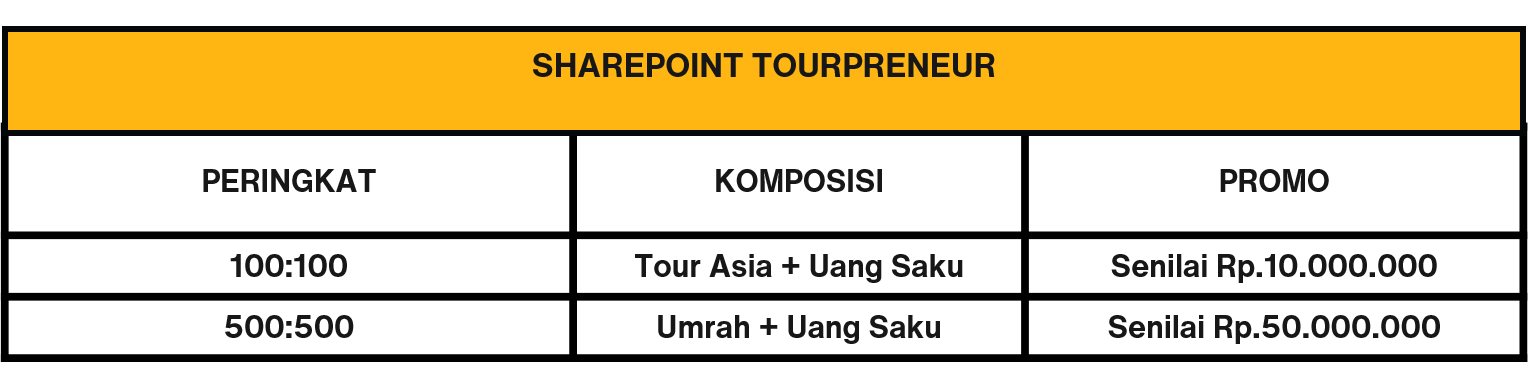 SHAREPOINT TOURPRENEUR
PERINGKAT KOMPOSISI PROMO
100:100 Tour Asia + Uang Saku Senilai Rp.10.000.000
500:500 Umrah + Uang Saku Senilai Rp.50.000.000